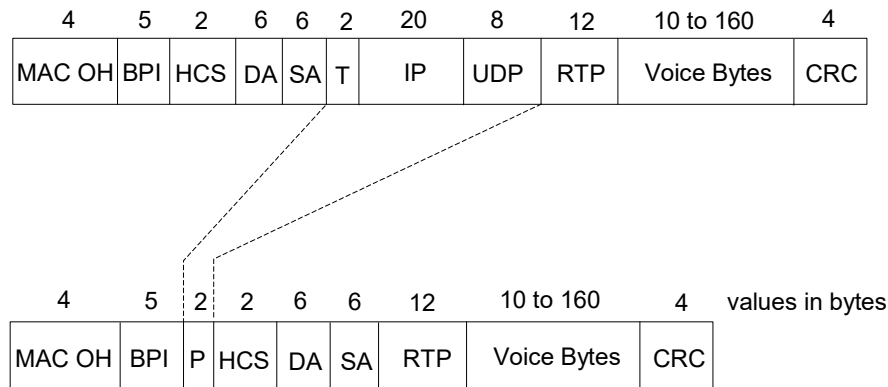 4 5 2 6 6 2 20 8 12 10 to 160 4
MAC OH BPI HCS DA SA T IP UDP RTP Voice Bytes CRC
4 5 2 2 6 6 12 10 to 160 4 values in bytes
MAC OH BPI P HCS DA SA RTP Voice Bytes CRC